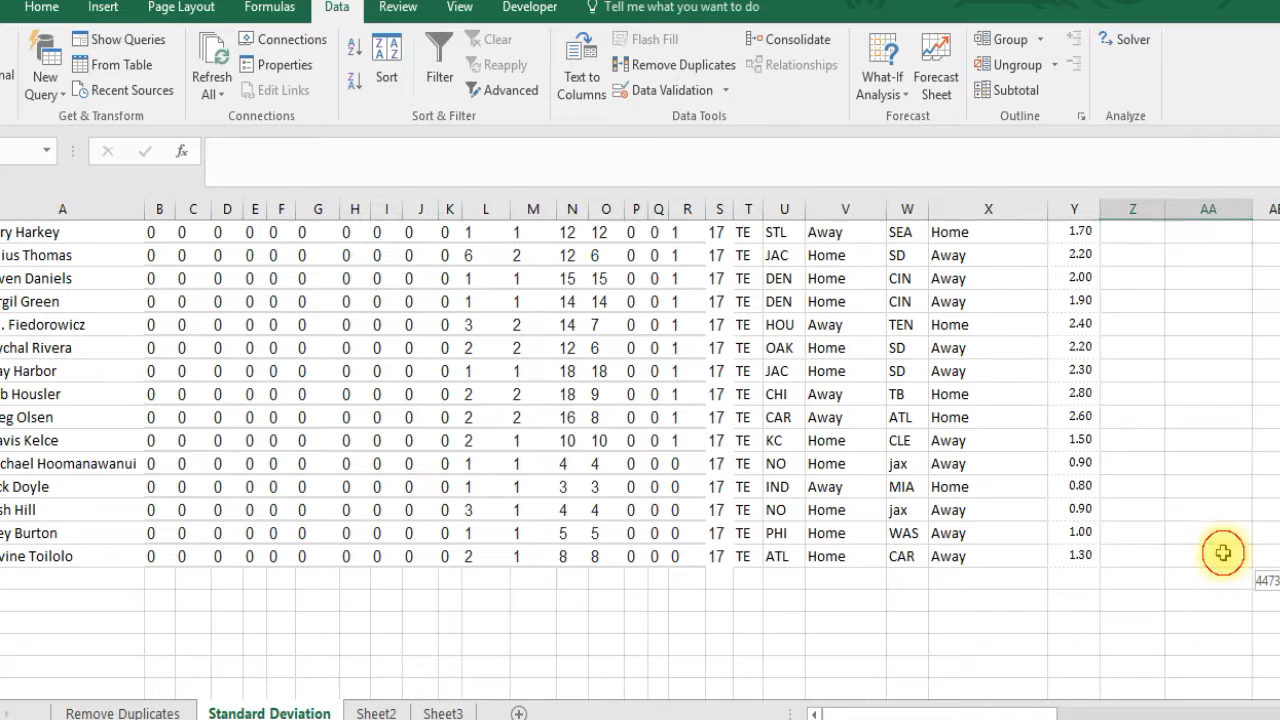 Home Insert Page Layout Formulas Data Review View Developer Tell me what you want to do
New Query Show Queries From Table Recent Sources
Refresh All Connections Properties Edit Links
Sort Filter Clear Reapply Advanced
Text to Columns Flash Fill Remove Duplicates Data Validation Consolidate Relationships
What-If Analysis Forecast Sheet
Group Ungroup Subtotal Solver
Get & Transform Connections Sort & Filter Data Tools Forecast Outline Analyze
fx
A B C D E F G H I J K L M N O P Q R S T U V W X Y Z AA
ry Harkey 0 0 0 0 0 0 0 0 0 0 1 1 12 12 0 0 1 17 TE STL Away SEA Home 1.70
ius Thomas 0 0 0 0 0 0 0 0 0 0 6 2 12 6 0 0 1 17 TE JAC Home SD Away 2.20
wen Daniels 0 0 0 0 0 0 0 0 0 0 1 1 15 15 0 0 1 17 TE DEN Home CIN Away 2.00
rgil Green 0 0 0 0 0 0 0 0 0 0 1 1 14 14 0 0 1 17 TE DEN Home CIN Away 1.90
. Fiedorowicz 0 0 0 0 0 0 0 0 0 0 3 2 14 7 0 0 1 17 TE HOU Away TEN Home 2.40
ychal Rivera 0 0 0 0 0 0 0 0 0 0 2 2 12 6 0 0 1 17 TE OAK Home SD Away 2.20
ay Harbor 0 0 0 0 0 0 0 0 0 0 1 1 18 18 0 0 1 17 TE JAC Home SD Away 2.30
b Housler 0 0 0 0 0 0 0 0 0 0 2 2 18 9 0 0 1 17 TE CHI Away TB Home 2.80
eg Olsen 0 0 0 0 0 0 0 0 0 0 2 2 16 8 0 0 1 17 TE CAR Away ATL Home 2.60
avis Kelce 0 0 0 0 0 0 0 0 0 0 2 1 10 10 0 0 1 17 TE KC Home CLE Away 1.50
chael Hoomanawanui 0 0 0 0 0 0 0 0 0 0 1 1 4 4 0 0 0 17 TE NO Home jax Away 0.90
ck Doyle 0 0 0 0 0 0 0 0 0 0 1 1 3 3 0 0 0 17 TE IND Away MIA Home 0.80
sh Hill 0 0 0 0 0 0 0 0 0 0 3 1 4 4 0 0 0 17 TE NO Home jax Away 0.90
ey Burton 0 0 0 0 0 0 0 0 0 0 1 1 5 5 0 0 0 17 TE PHI Home WAS Away 1.00
vine Toilolo 0 0 0 0 0 0 0 0 0 0 2 1 8 8 0 0 0 17 TE ATL Home CAR Away 1.30
4473
Remove Duplicates Standard Deviation Sheet2 Sheet3